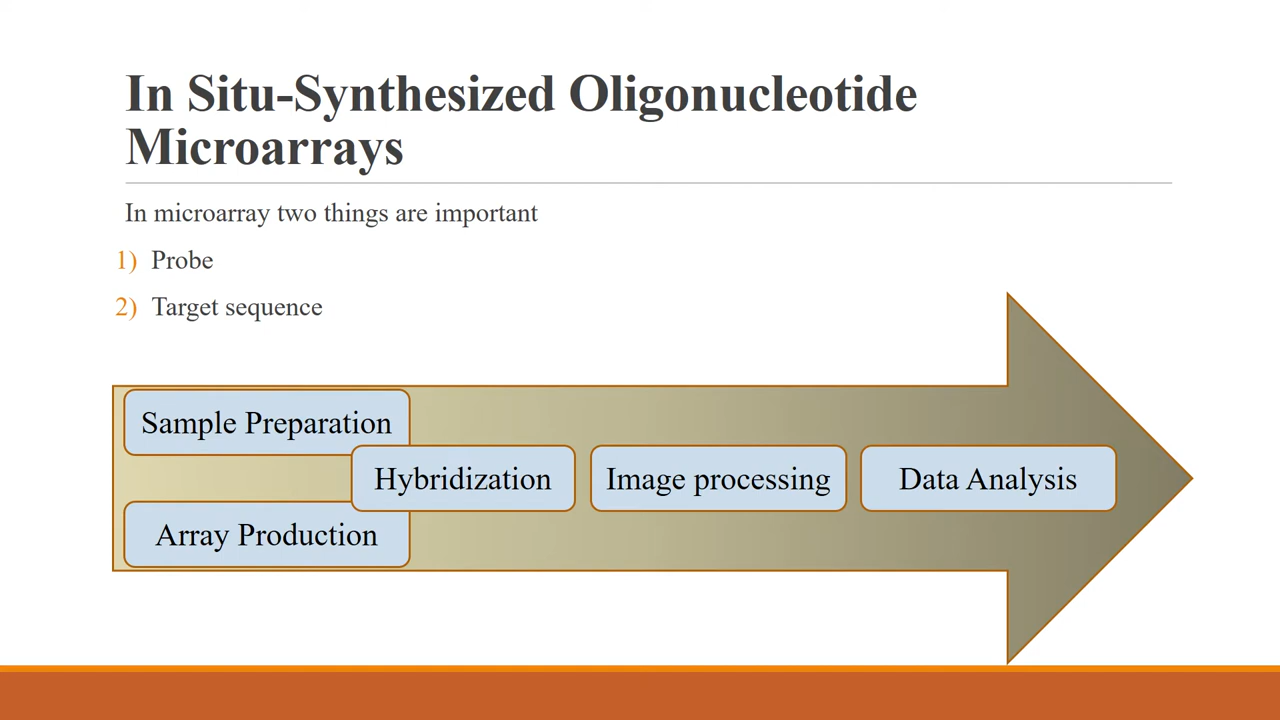 In Situ-Synthesized Oligonucleotide
Microarrays
In microarray two things are important
1) Probe
2) Target sequence
Sample Preparation
Array Production
Hybridization
Image processing
Data Analysis